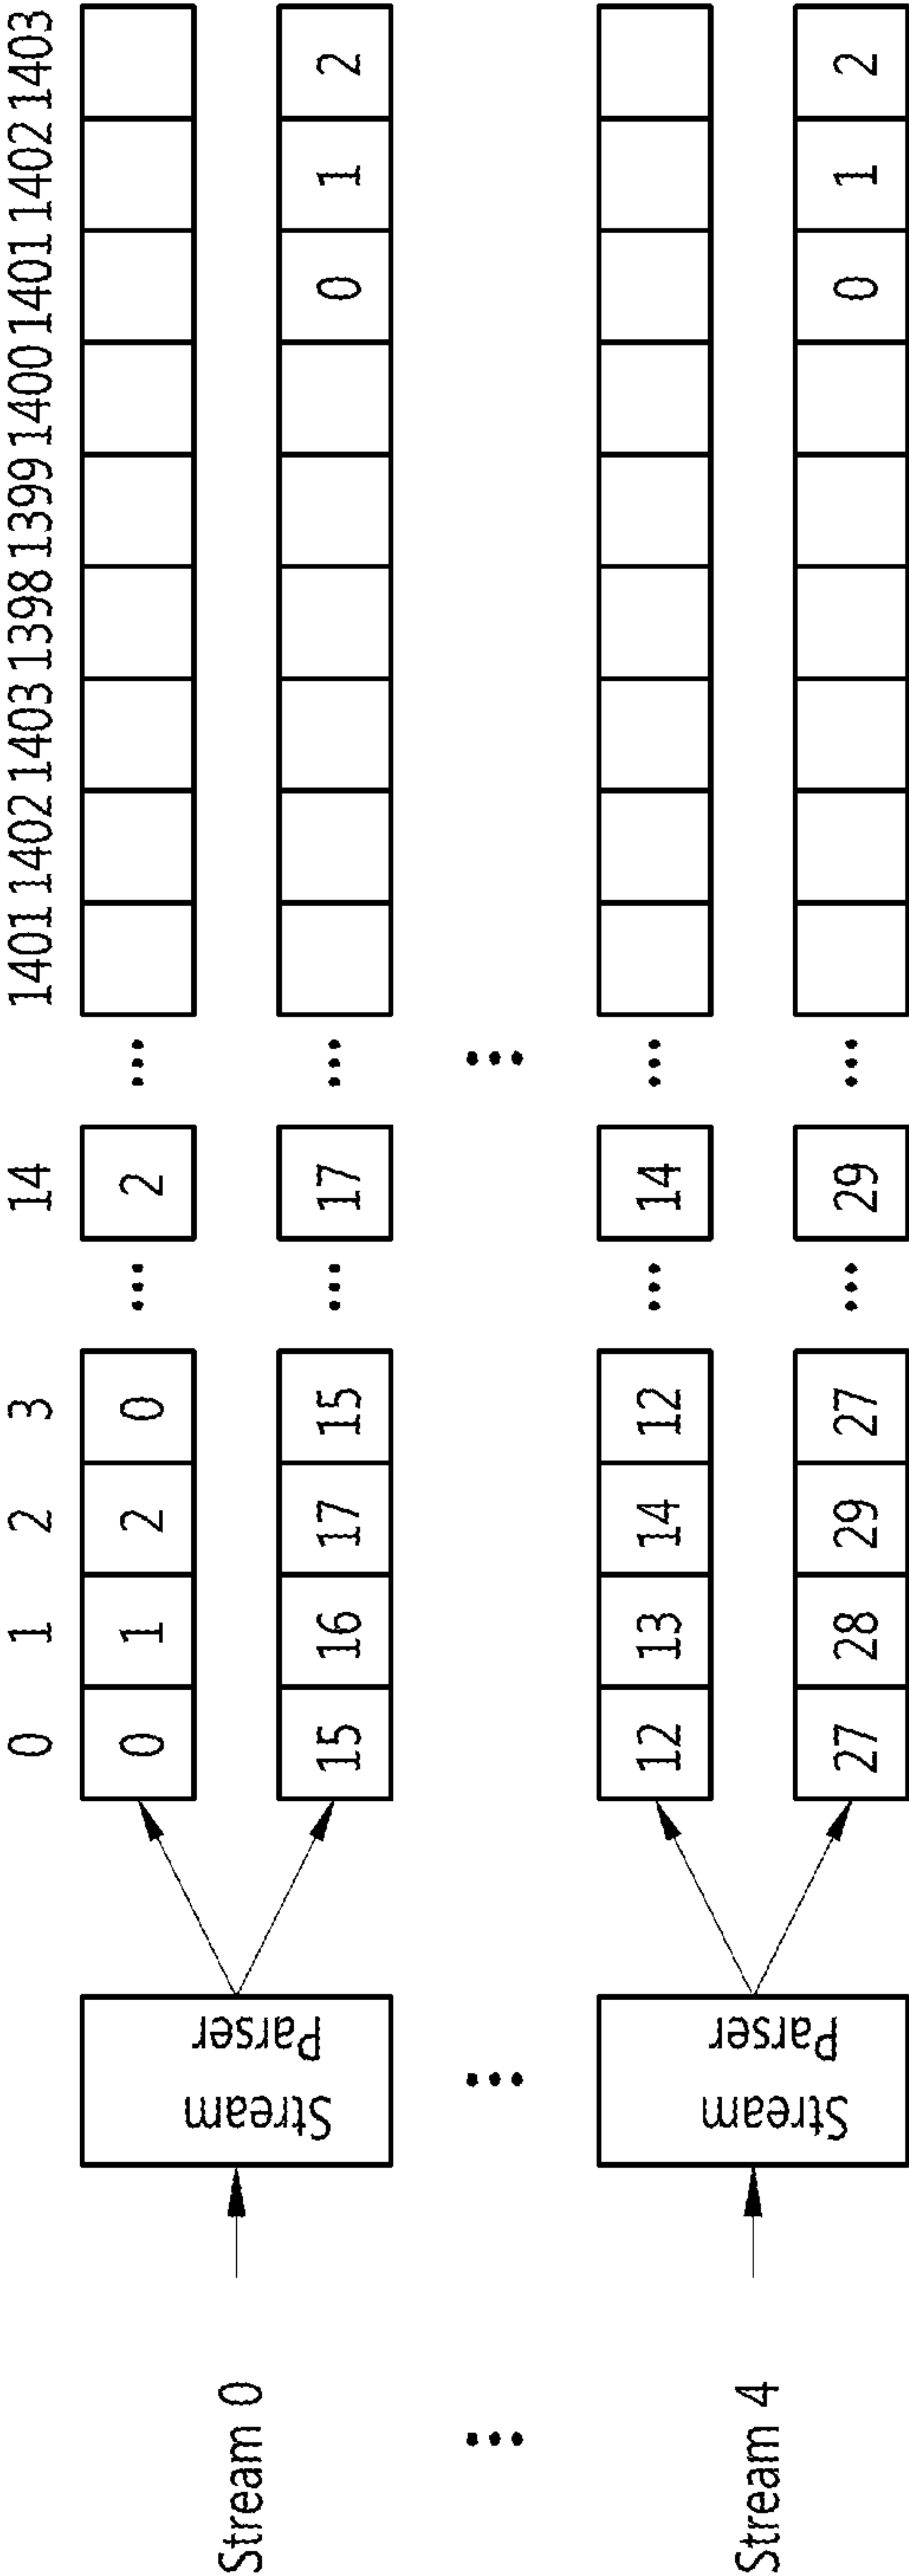 0 1 2 3 14 1401 1402 1403 1398 1399 1400 1401 1402 1403
0 1 2 0 ... 2 ...
Stream 0
Stream
Parser
15 16 17 15 ... 17 ... 0 1 2
... ... ...
12 13 14 12 ... 14 ...
Stream 4
Stream
Parser
27 28 29 27 ... 29 ... 0 1 2